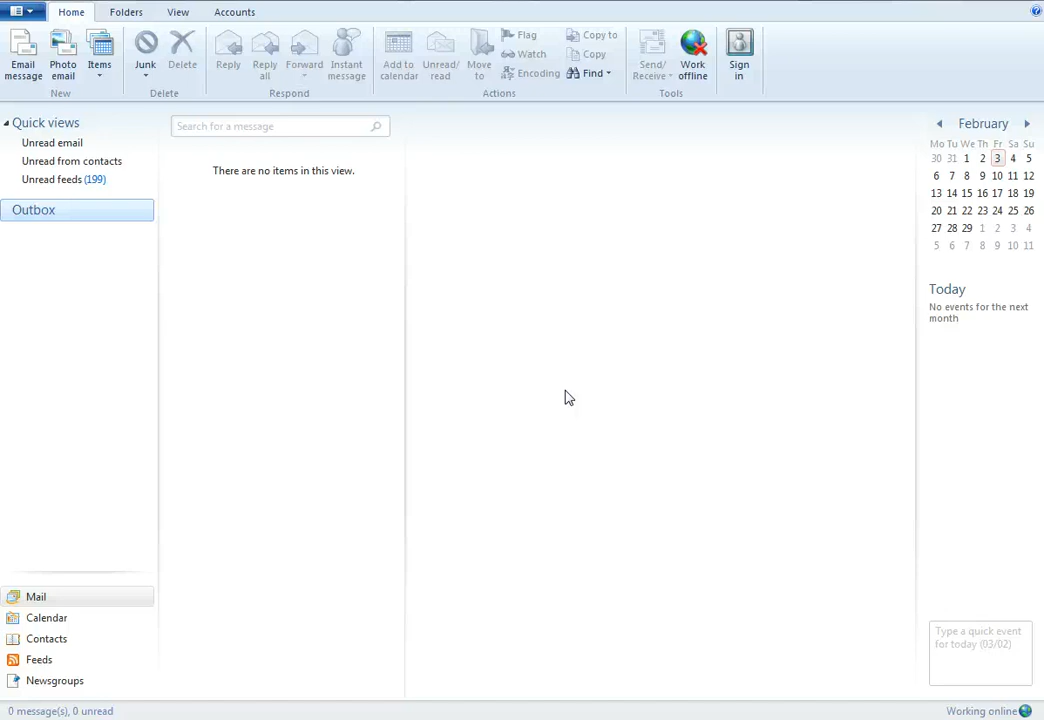 Home Folders View Accounts
Email message
Photo email
Items
New
Junk
Delete
Delete
Reply
Reply all
Forward
Instant message
Respond
Add to calendar
Unread/ read
Move to
Flag
Watch
Encoding
Copy to
Copy
Find
Actions
Send/ Receive
Work offline
Tools
Sign in
Quick views
Unread email
Unread from contacts
Unread feeds (199)
Outbox
Mail
Calendar
Contacts
Feeds
Newsgroups
Search for a message
There are no items in this view.
February
Mo Tu We Th Fr Sa Su
30 31 1 2 3 4 5
6 7 8 9 10 11 12
13 14 15 16 17 18 19
20 21 22 23 24 25 26
27 28 29 1 2 3 4
5 6 7 8 9 10 11
Today
No events for the next
month
Type a quick event
for today (03/02)
0 message(s), 0 unread
Working online